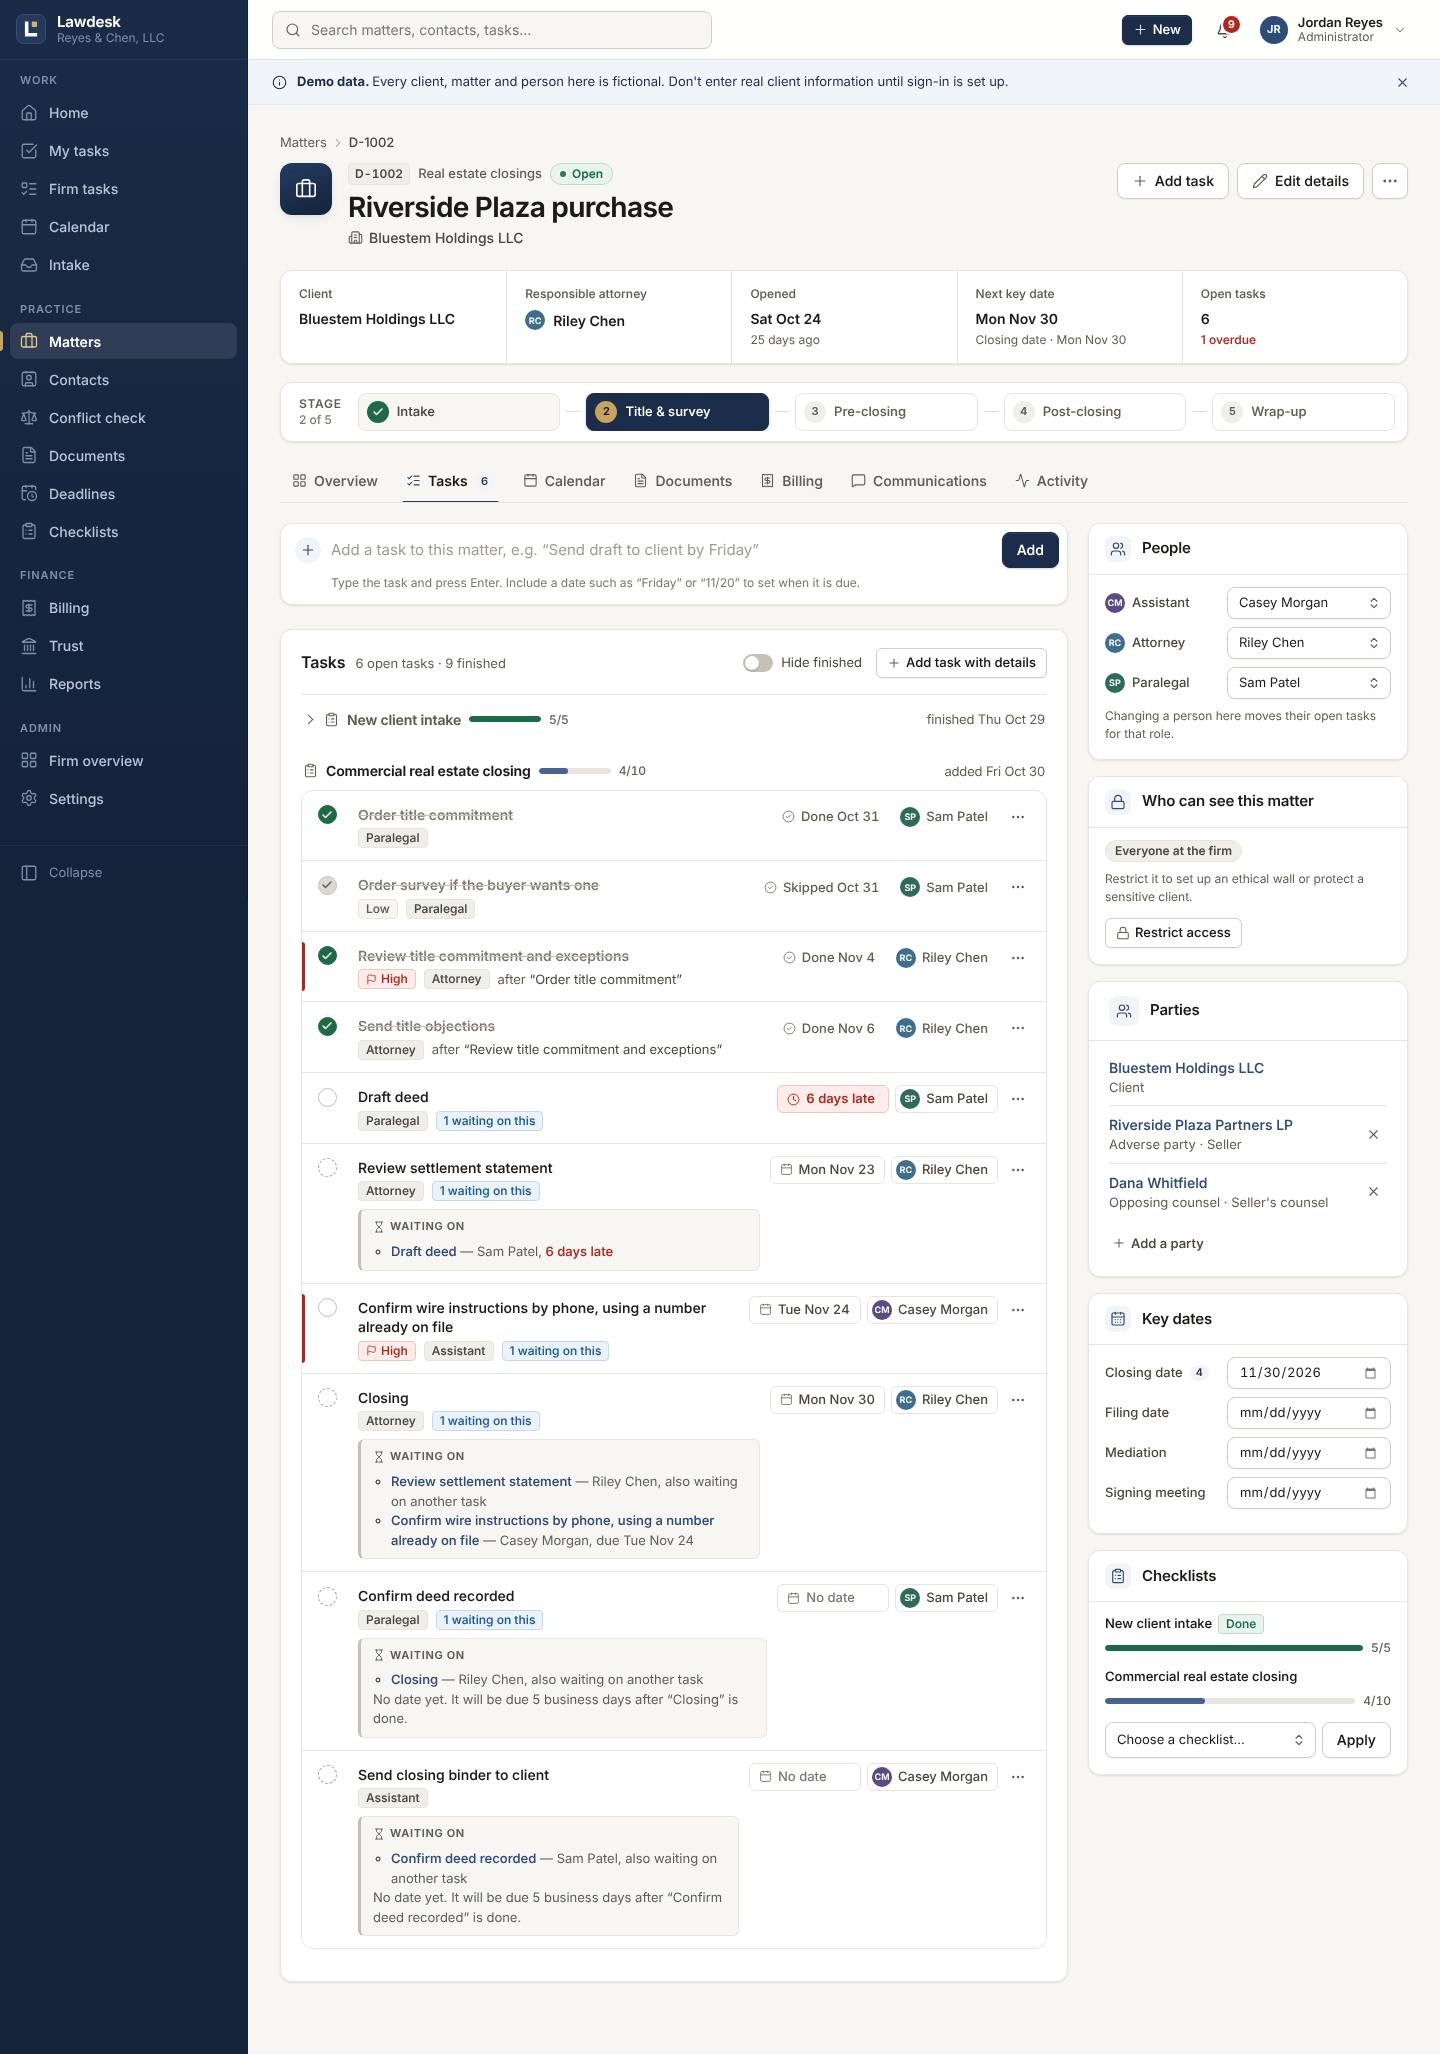 Lawdesk
Reyes & Chen, LLC
WORK
Home
My tasks
Firm tasks
Calendar
Intake
PRACTICE
Matters
Contacts
Conflict check
Documents
Deadlines
Checklists
FINANCE
Billing
Trust
Reports
ADMIN
Firm overview
Settings
Collapse
Search matters, contacts, tasks...
New
9
JR
Jordan Reyes
Administrator
Demo data. Every client, matter and person here is fictional. Don't enter real client information until sign-in is set up.
Matters > D-1002
D-1002 Real estate closings Open
Riverside Plaza purchase
Bluestem Holdings LLC
Add task
Edit details
Client
Bluestem Holdings LLC
Responsible attorney
RC Riley Chen
Opened
Sat Oct 24
25 days ago
Next key date
Mon Nov 30
Closing date · Mon Nov 30
Open tasks
6
1 overdue
STAGE
2 of 5
Intake
2 Title & survey
3 Pre-closing
4 Post-closing
5 Wrap-up
Overview
Tasks 6
Calendar
Documents
Billing
Communications
Activity
Add a task to this matter, e.g. “Send draft to client by Friday”
Add
Type the task and press Enter. Include a date such as “Friday” or “11/20” to set when it is due.
Tasks 6 open tasks · 9 finished
Hide finished
Add task with details
New client intake 5/5 finished Thu Oct 29
Commercial real estate closing 4/10 added Fri Oct 30
Order title commitment Done Oct 31 SP Sam Patel
Paralegal
Order survey if the buyer wants one Skipped Oct 31 SP Sam Patel
Low Paralegal
Review title commitment and exceptions Done Nov 4 RC Riley Chen
High Attorney after “Order title commitment”
Send title objections Done Nov 6 RC Riley Chen
Attorney after “Review title commitment and exceptions”
Draft deed 6 days late SP Sam Patel
Paralegal 1 waiting on this
Review settlement statement Mon Nov 23 RC Riley Chen
Attorney 1 waiting on this
WAITING ON
Draft deed — Sam Patel, 6 days late
Confirm wire instructions by phone, using a number Tue Nov 24 CM Casey Morgan
already on file
High Assistant 1 waiting on this
Closing Mon Nov 30 RC Riley Chen
Attorney 1 waiting on this
WAITING ON
Review settlement statement — Riley Chen, also waiting
on another task
Confirm wire instructions by phone, using a number
already on file — Casey Morgan, due Tue Nov 24
Confirm deed recorded No date SP Sam Patel
Paralegal 1 waiting on this
WAITING ON
Closing — Riley Chen, also waiting on another task
No date yet. It will be due 5 business days after “Closing” is
done.
Send closing binder to client No date CM Casey Morgan
Assistant
WAITING ON
Confirm deed recorded — Sam Patel, also waiting on
another task
No date yet. It will be due 5 business days after “Confirm
deed recorded” is done.
People
CM Assistant Casey Morgan
RC Attorney Riley Chen
SP Paralegal Sam Patel
Changing a person here moves their open tasks
for that role.
Who can see this matter
Everyone at the firm
Restrict it to set up an ethical wall or protect a
sensitive client.
Restrict access
Parties
Bluestem Holdings LLC
Client
Riverside Plaza Partners LP
Adverse party · Seller
Dana Whitfield
Opposing counsel · Seller's counsel
Add a party
Key dates
Closing date 4 11/30/2026
Filing date mm/dd/yyyy
Mediation mm/dd/yyyy
Signing meeting mm/dd/yyyy
Checklists
New client intake Done
5/5
Commercial real estate closing
4/10
Choose a checklist...
Apply